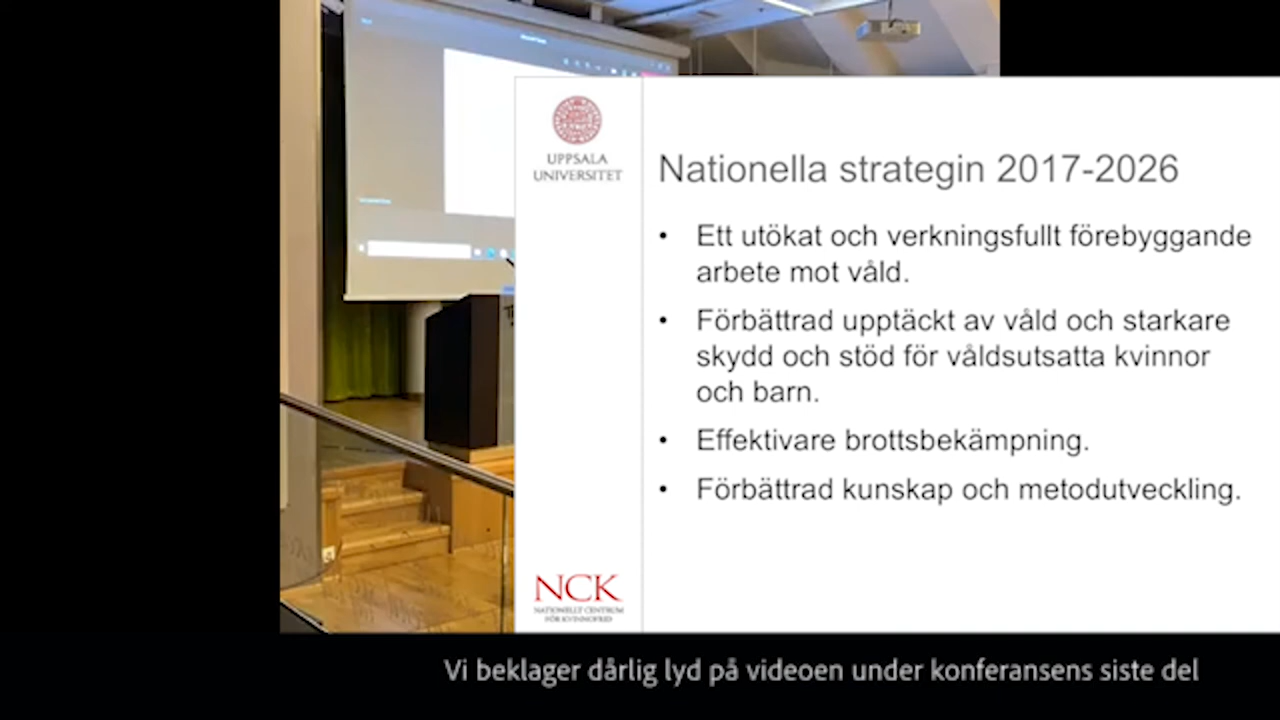 UPPSALA
UNIVERSITET
Nationella strategin 2017-2026
• Ett utökat och verkningsfullt förebyggande
arbete mot våld.
• Förbättrad upptäckt av våld och starkare
skydd och stöd för våldsutsatta kvinnor
och barn.
• Effektivare brottsbekämpning.
• Förbättrad kunskap och metodutveckling.
NCK
NATIONELLT CENTRUM
FÖR KVINNOFRID
Vi beklager dårlig lyd på videoen under konferansens siste del